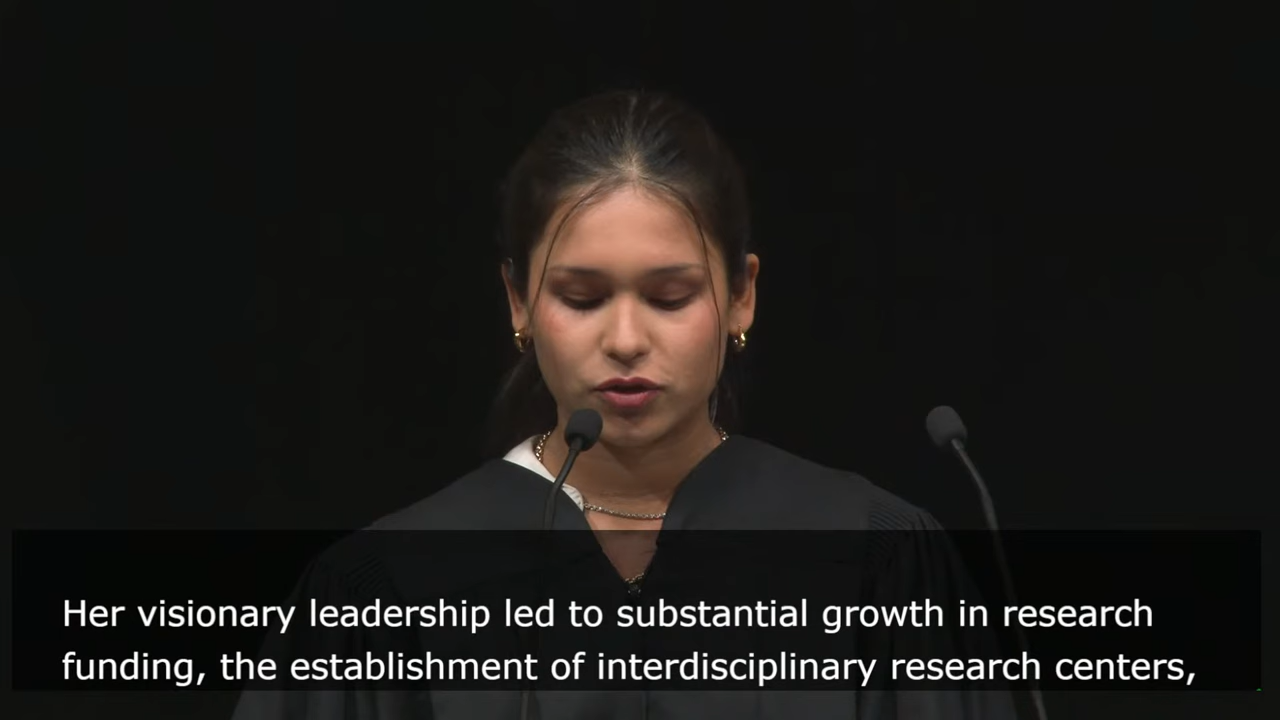 Her visionary leadership led to substantial growth in research
funding, the establishment of interdisciplinary research centers,